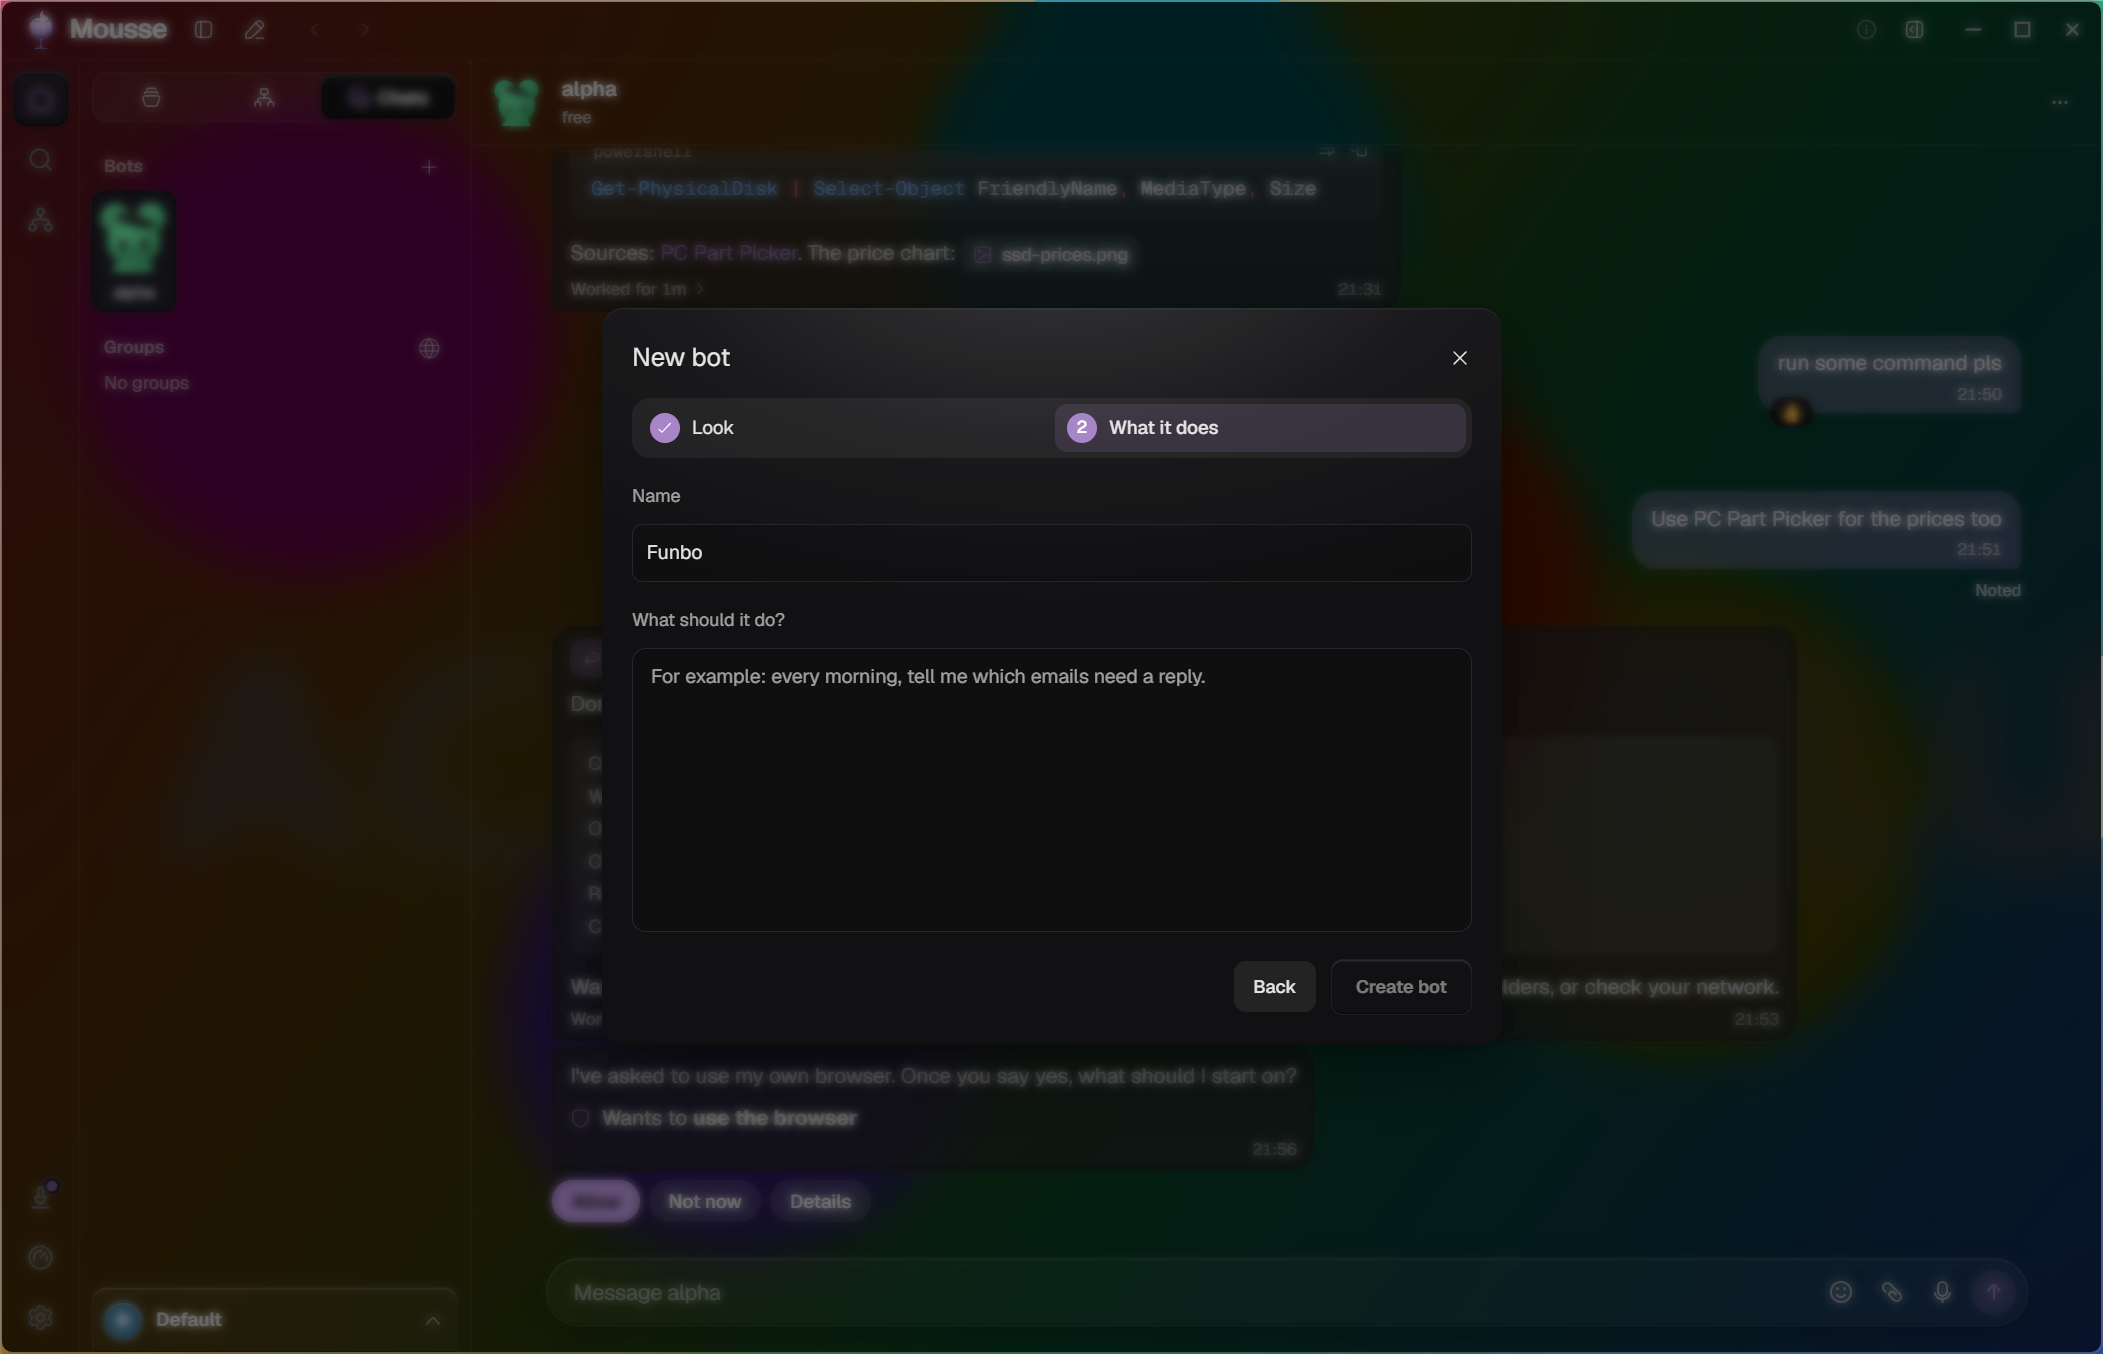 Mousse
Chats
Bots
alpha
Groups
No groups
Default
alpha
free
powershell
Get-PhysicalDisk | Select-Object FriendlyName, MediaType, Size
Sources: PC Part Picker. The price chart: ssd-prices.png
Worked for 1m
21:31
run some command pls
21:50
Use PC Part Picker for the prices too
21:51
Noted
New bot
Look
2 What it does
Name
Funbo
What should it do?
For example: every morning, tell me which emails need a reply.
Back
Create bot
lders, or check your network.
21:53
I've asked to use my own browser. Once you say yes, what should I start on?
Wants to use the browser
21:56
Not now
Details
Message alpha